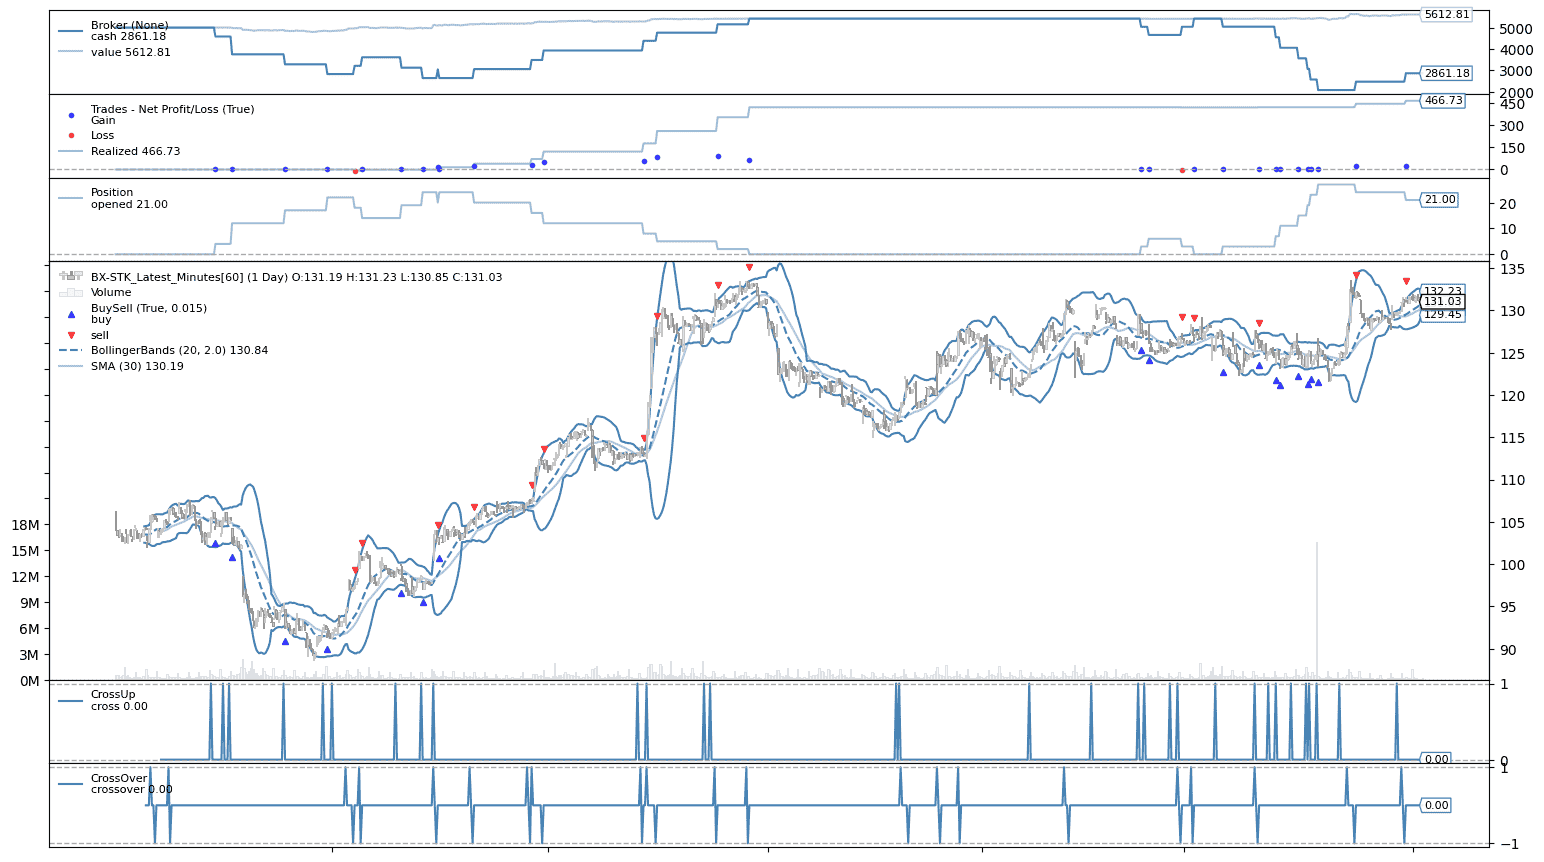 Broker (None)
cash 2861.18
value 5612.81
5612.81
2861.18
5000
4000
3000
2000
Trades - Net Profit/Loss (True)
Gain
Loss
Realized 466.73
466.73
450
300
150
0
Position
opened 21.00
21.00
20
10
0
BX-STK_Latest_Minutes[60] (1 Day) O:131.19 H:131.23 L:130.85 C:131.03
Volume
BuySell (True, 0.015)
buy
sell
BollingerBands (20, 2.0) 130.84
SMA (30) 130.19
132.23
131.03
129.45
135
130
125
120
115
110
105
100
95
90
18M
15M
12M
9M
6M
3M
0M
CrossUp
cross 0.00
0.00
1
0
CrossOver
crossover 0.00
0.00
1
−1